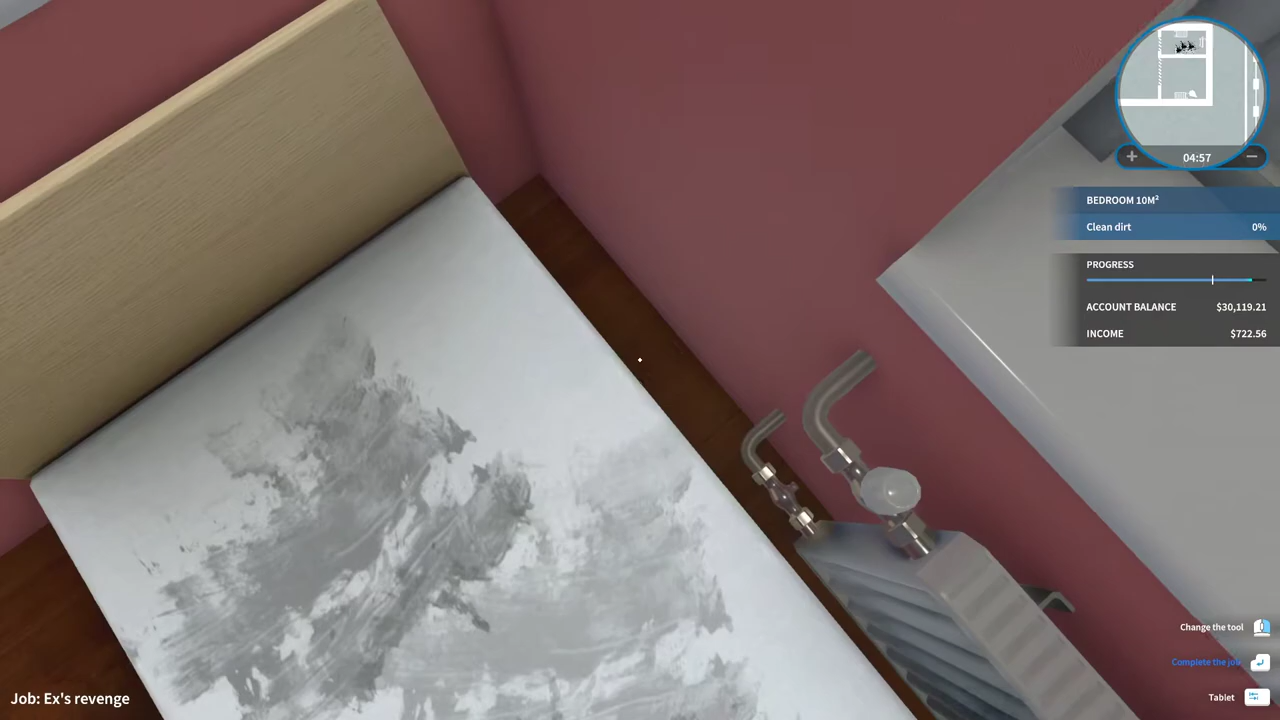 04:57
BEDROOM 10M²
Clean dirt 0%
PROGRESS
ACCOUNT BALANCE $30,119.21
INCOME $722.56
Change the tool
Complete the job
Tablet
Job: Ex's revenge